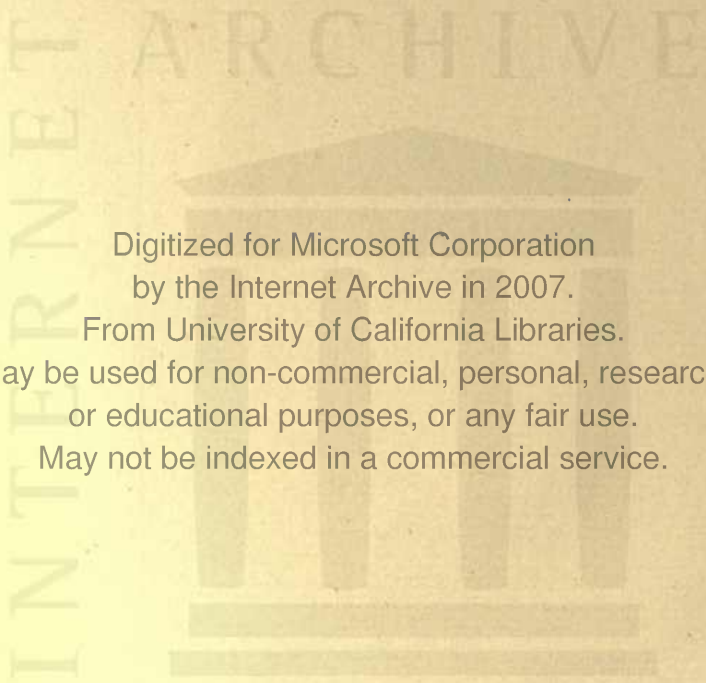 INTERNET ARCHIVE
Digitized for Microsoft Corporation
by the Internet Archive in 2007.
From University of California Libraries.
ay be used for non-commercial, personal, researc
or educational purposes, or any fair use.
May not be indexed in a commercial service.